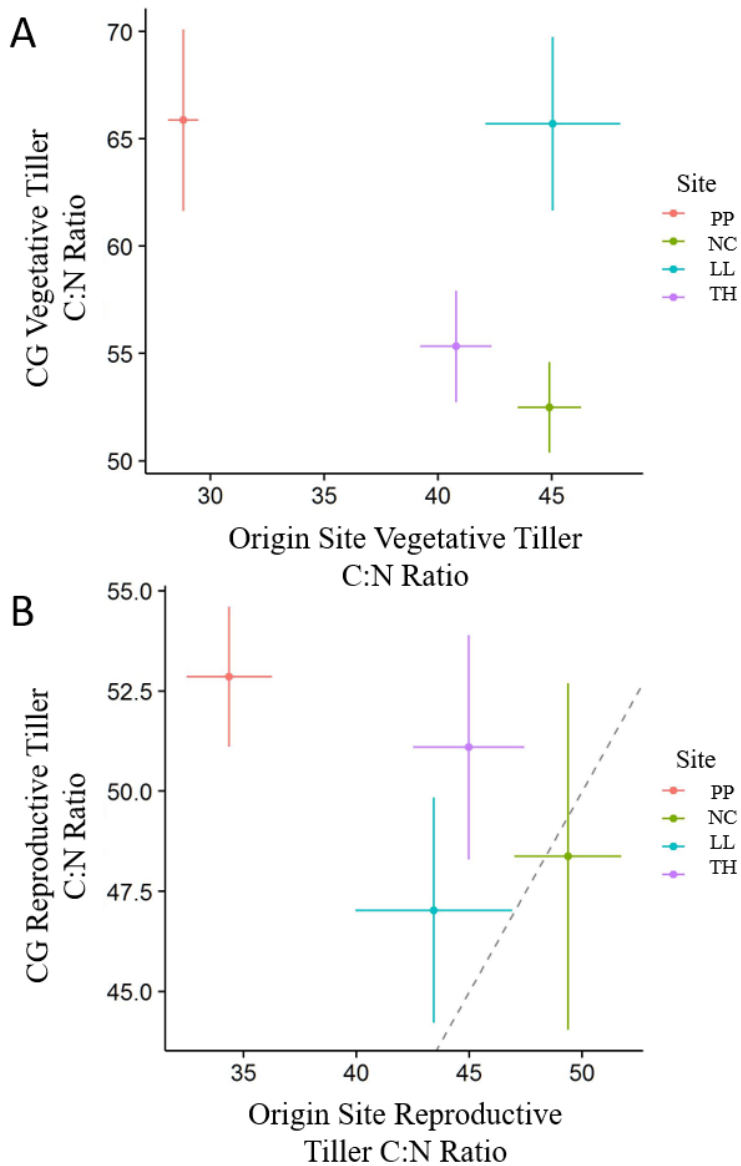 A
70
65
60
55
50
CG Vegetative Tiller
C:N Ratio
30
35
40
45
Origin Site Vegetative Tiller
C:N Ratio
Site
PP
NC
LL
TH
B
55.0
52.5
50.0
47.5
45.0
CG Reproductive Tiller
C:N Ratio
35
40
45
50
Origin Site Reproductive
Tiller C:N Ratio
Site
PP
NC
LL
TH